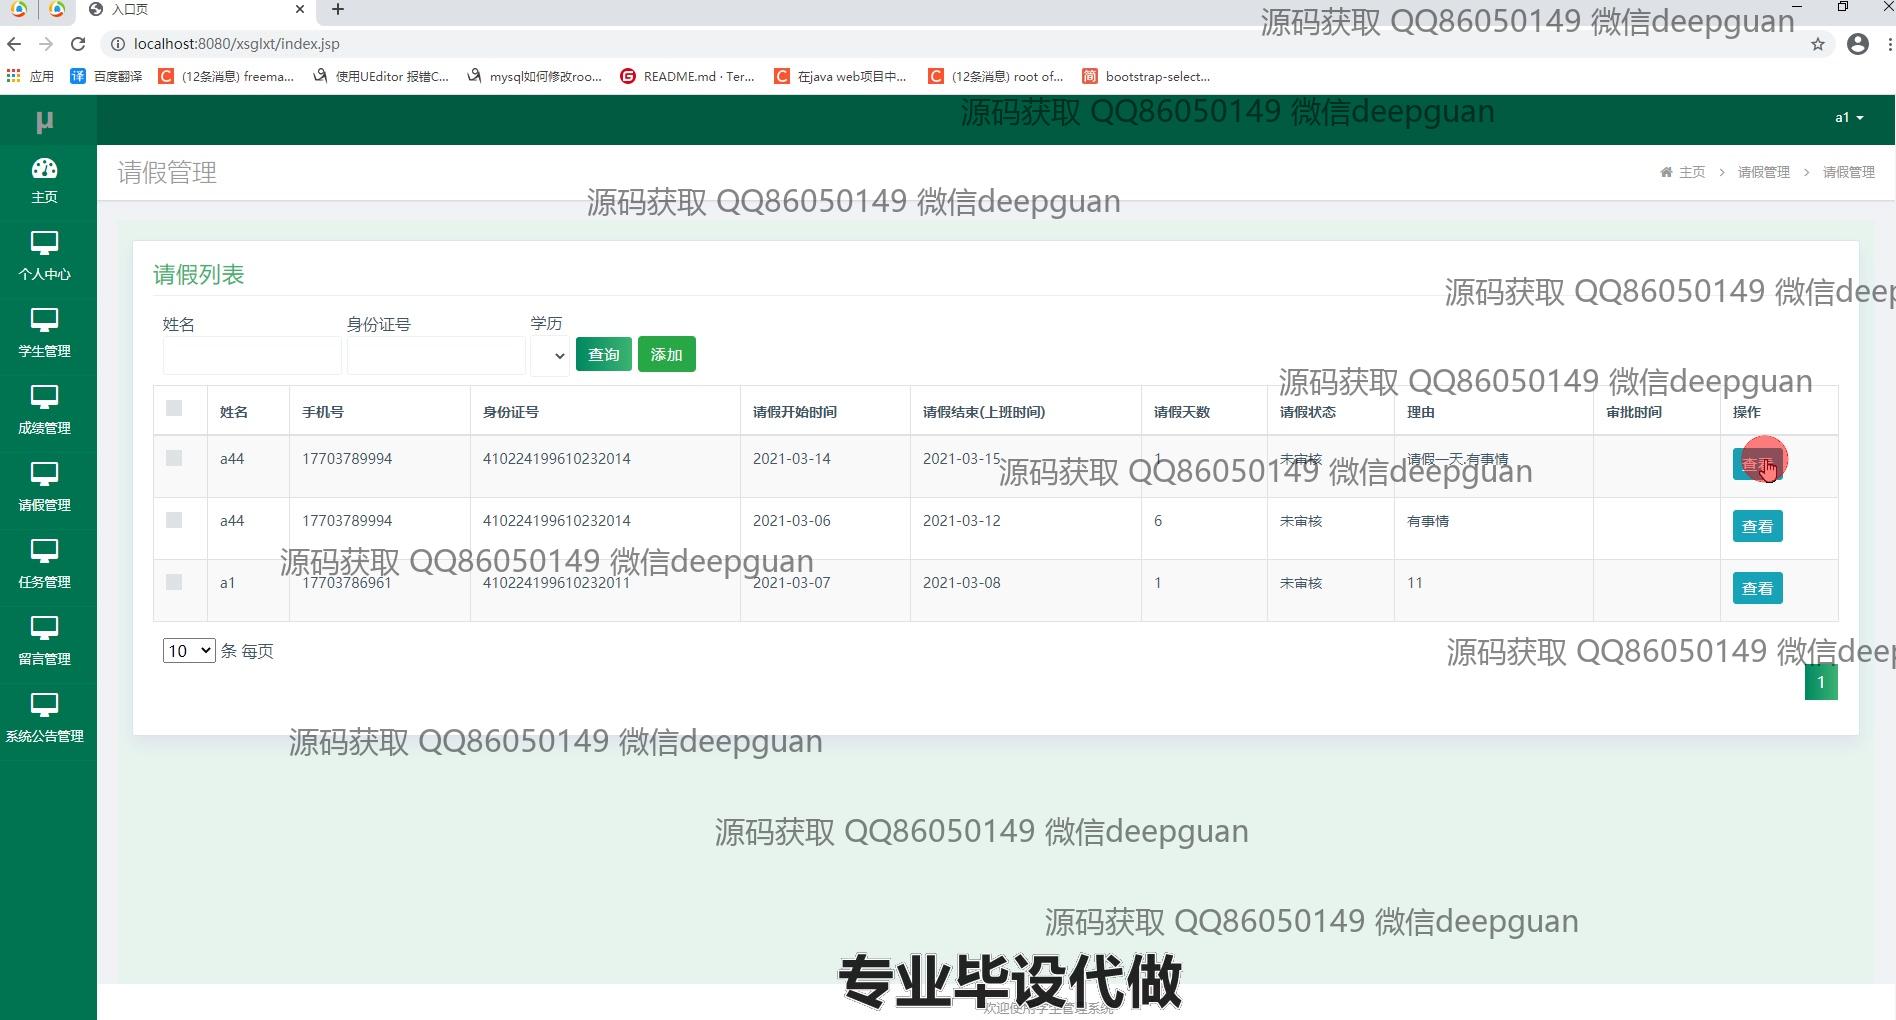 入口页
源码获取 QQ86050149 微信deepguan
localhost:8080/xsglxt/index.jsp
应用 百度翻译 (12条消息) freema... 使用UEditor 报错C... mysql如何修改roo... README.md · Ter... 在java web项目中... (12条消息) root of... bootstrap-select...
源码获取 QQ86050149 微信deepguan
μ a1
请假管理 主页 > 请假管理 > 请假管理
源码获取 QQ86050149 微信deepguan
主页
个人中心
学生管理
成绩管理
请假管理
任务管理
留言管理
系统公告管理
请假列表
源码获取 QQ86050149 微信deep
姓名 身份证号 学历
查询 添加
源码获取 QQ86050149 微信deepguan
姓名 手机号 身份证号 请假开始时间 请假结束(上班时间) 请假天数 请假状态 理由 审批时间 操作
a44 17703789994 410224199610232014 2021-03-14 2021-03-15 1 未审核 请假一天,有事情 查看
源码获取 QQ86050149 微信deepguan
a44 17703789994 410224199610232014 2021-03-06 2021-03-12 6 未审核 有事情 查看
源码获取 QQ86050149 微信deepguan
a1 17703786961 410224199610232011 2021-03-07 2021-03-08 1 未审核 11 查看
10 条 每页
源码获取 QQ86050149 微信deep
1
源码获取 QQ86050149 微信deepguan
源码获取 QQ86050149 微信deepguan
源码获取 QQ86050149 微信deepguan
专业毕设代做
欢迎使用学生管理系统